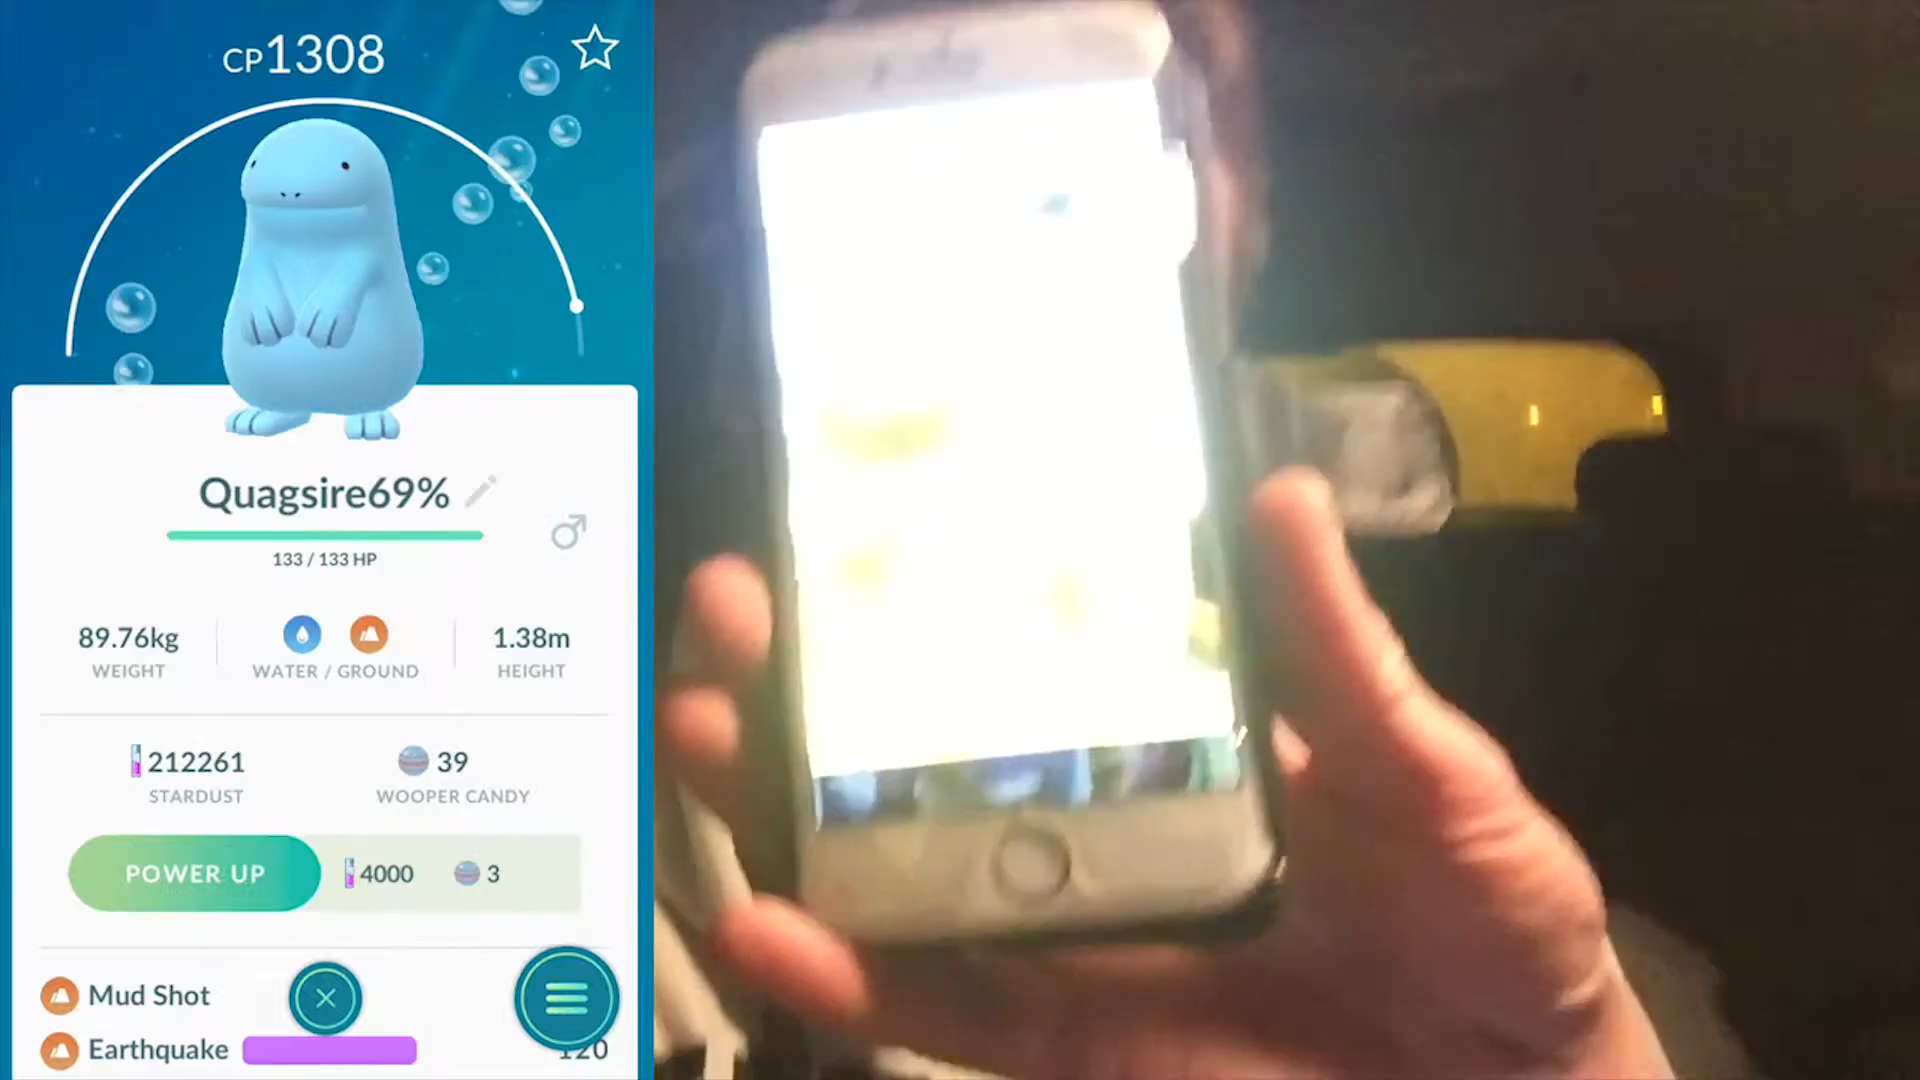 CP1308
Quagsire69%
133 / 133 HP
89.76kg
WEIGHT
WATER / GROUND
1.38m
HEIGHT
212261
STARDUST
39
WOOPER CANDY
POWER UP
4000
3
Mud Shot
Earthquake
120